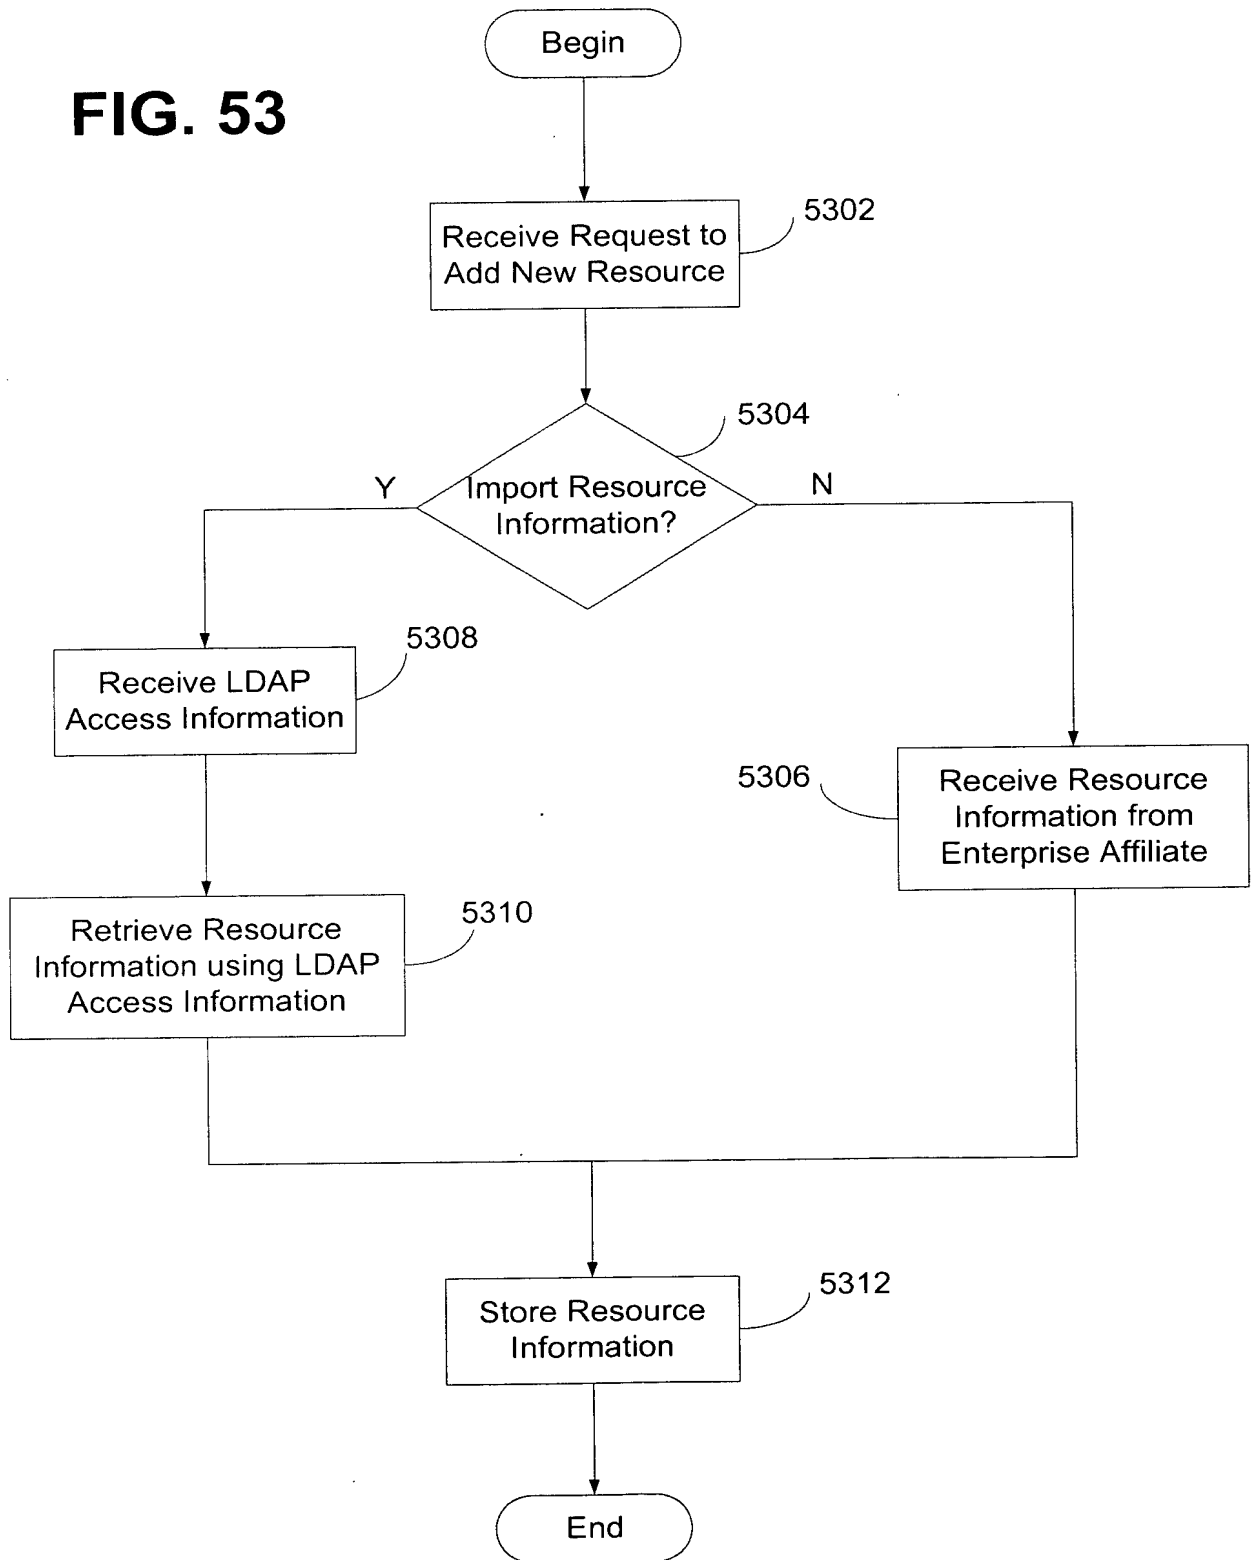 Begin
FIG. 53
5302
Receive Request to
Add New Resource
5304
Y
Import Resource
Information?
N
5308
Receive LDAP
Access Information
5306
Receive Resource
Information from
Enterprise Affiliate
5310
Retrieve Resource
Information using LDAP
Access Information
5312
Store Resource
Information
End